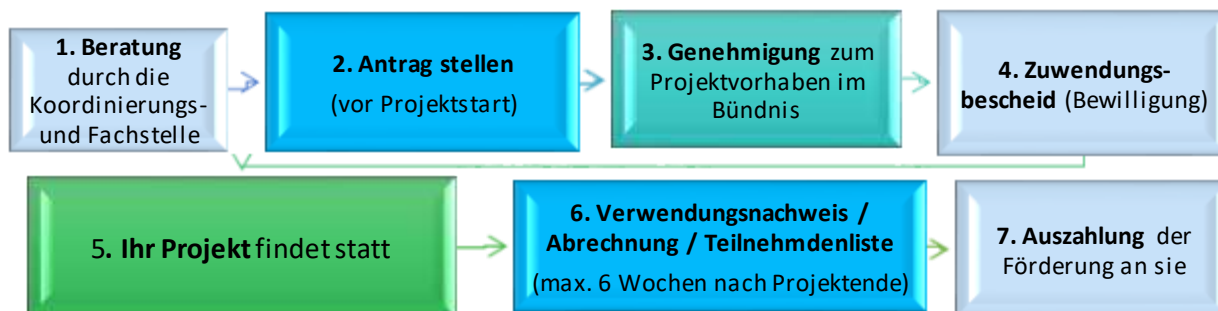 1. Beratung
durch die
Koordinierungs-
und Fachstelle
2. Antrag stellen
(vor Projektstart)
3. Genehmigung zum
Projektvorhaben im
Bündnis
4. Zuwendungs-
bescheid (Bewilligung)
5. Ihr Projekt findet statt
6. Verwendungsnachweis /
Abrechnung / Teilnehmdenliste
(max. 6 Wochen nach Projektende)
7. Auszahlung der
Förderung an sie